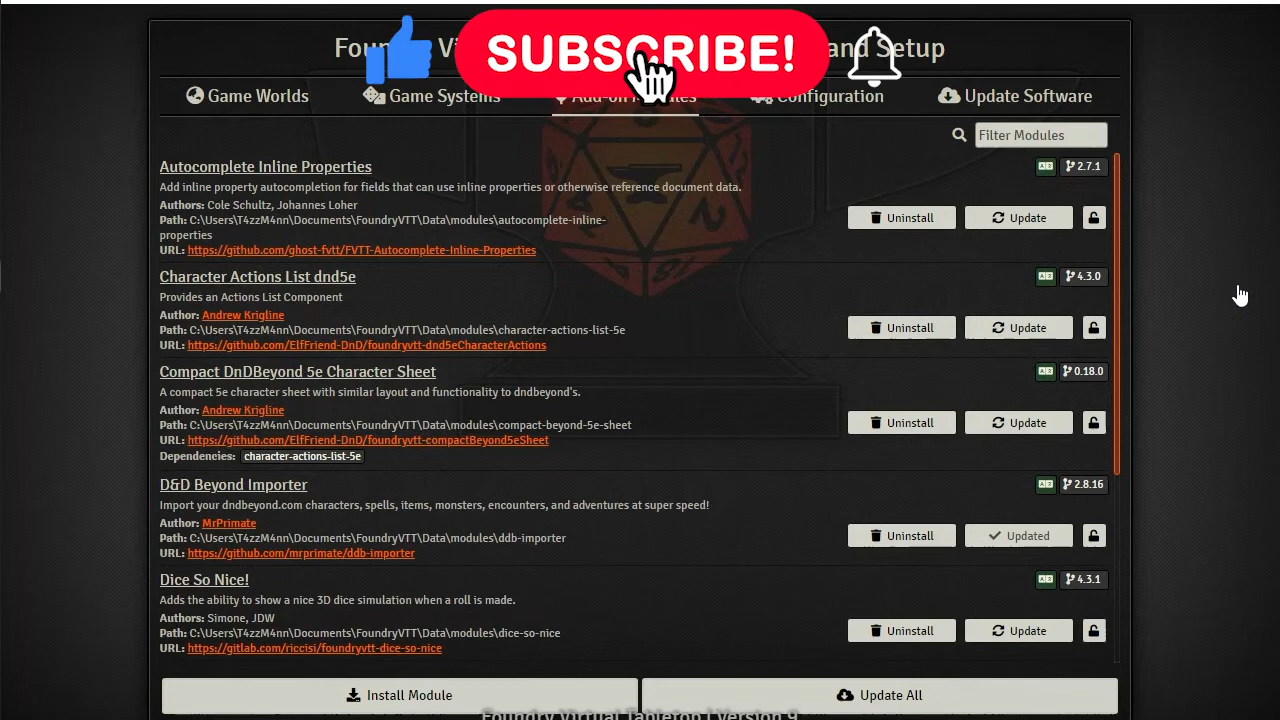 SUBSCRIBE!
and Setup
Game Worlds
Game Systems
Add-on Modules
Configuration
Update Software
Filter Modules
Autocomplete Inline Properties
2.7.1
Add inline property autocompletion for fields that can use inline properties or otherwise reference document data.
Authors: Cole Schultz, Johannes Loher
Path: C:\Users\T4zzM4nn\Documents\FoundryVTT\Data\modules\autocomplete-inline-
properties
URL: https://github.com/ghost-fvtt/FVTT-Autocomplete-Inline-Properties
Uninstall
Update
Character Actions List dnd5e
4.3.0
Provides an Actions List Component
Author: Andrew Krigline
Path: C:\Users\T4zzM4nn\Documents\FoundryVTT\Data\modules\character-actions-list-5e
URL: https://github.com/ElfFriend-DnD/foundryvtt-dnd5eCharacterActions
Uninstall
Update
Compact DnDBeyond 5e Character Sheet
0.18.0
A compact 5e character sheet with similar layout and functionality to dndbeyond's.
Author: Andrew Krigline
Path: C:\Users\T4zzM4nn\Documents\FoundryVTT\Data\modules\compact-beyond-5e-sheet
URL: https://github.com/ElfFriend-DnD/foundryvtt-compactBeyond5eSheet
Dependencies: character-actions-list-5e
Uninstall
Update
D&D Beyond Importer
2.8.16
Import your dndbeyond.com characters, spells, items, monsters, encounters, and adventures at super speed!
Author: MrPrimate
Path: C:\Users\T4zzM4nn\Documents\FoundryVTT\Data\modules\ddb-importer
URL: https://github.com/mrprimate/ddb-importer
Uninstall
Updated
Dice So Nice!
4.3.1
Adds the ability to show a nice 3D dice simulation when a roll is made.
Authors: Simone, JDW
Path: C:\Users\T4zzM4nn\Documents\FoundryVTT\Data\modules\dice-so-nice
URL: https://gitlab.com/riccisi/foundryvtt-dice-so-nice
Uninstall
Update
Install Module
Update All
Foundry Virtual Tabletop | Version 9